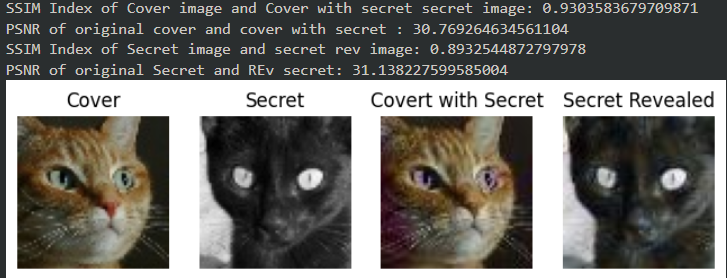 SSIM Index of Cover image and Cover with secret secret image: 0.9303583679709871
PSNR of original cover and cover with secret : 30.769264634561104
SSIM Index of Secret image and secret rev image: 0.8932544872797978
PSNR of original Secret and REv secret: 31.138227599585004
Cover
Secret
Covert with Secret
Secret Revealed